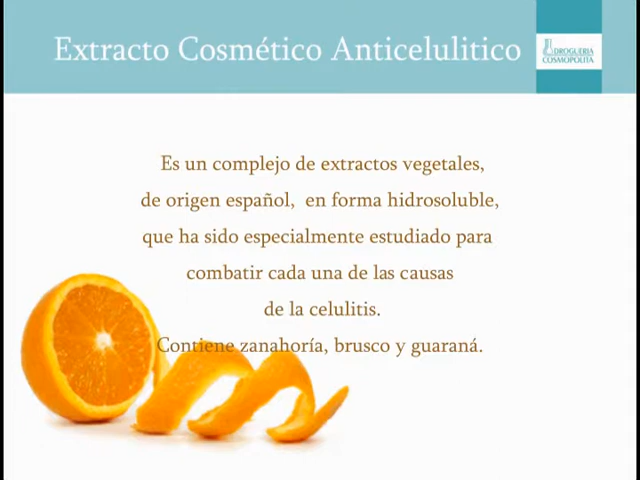 Extracto Cosmético Anticelulitico
DROGUERIA
COSMOPOLITA
Es un complejo de extractos vegetales,
de origen español, en forma hidrosoluble,
que ha sido especialmente estudiado para
combatir cada una de las causas
de la celulitis.
Contiene zanahoría, brusco y guaraná.